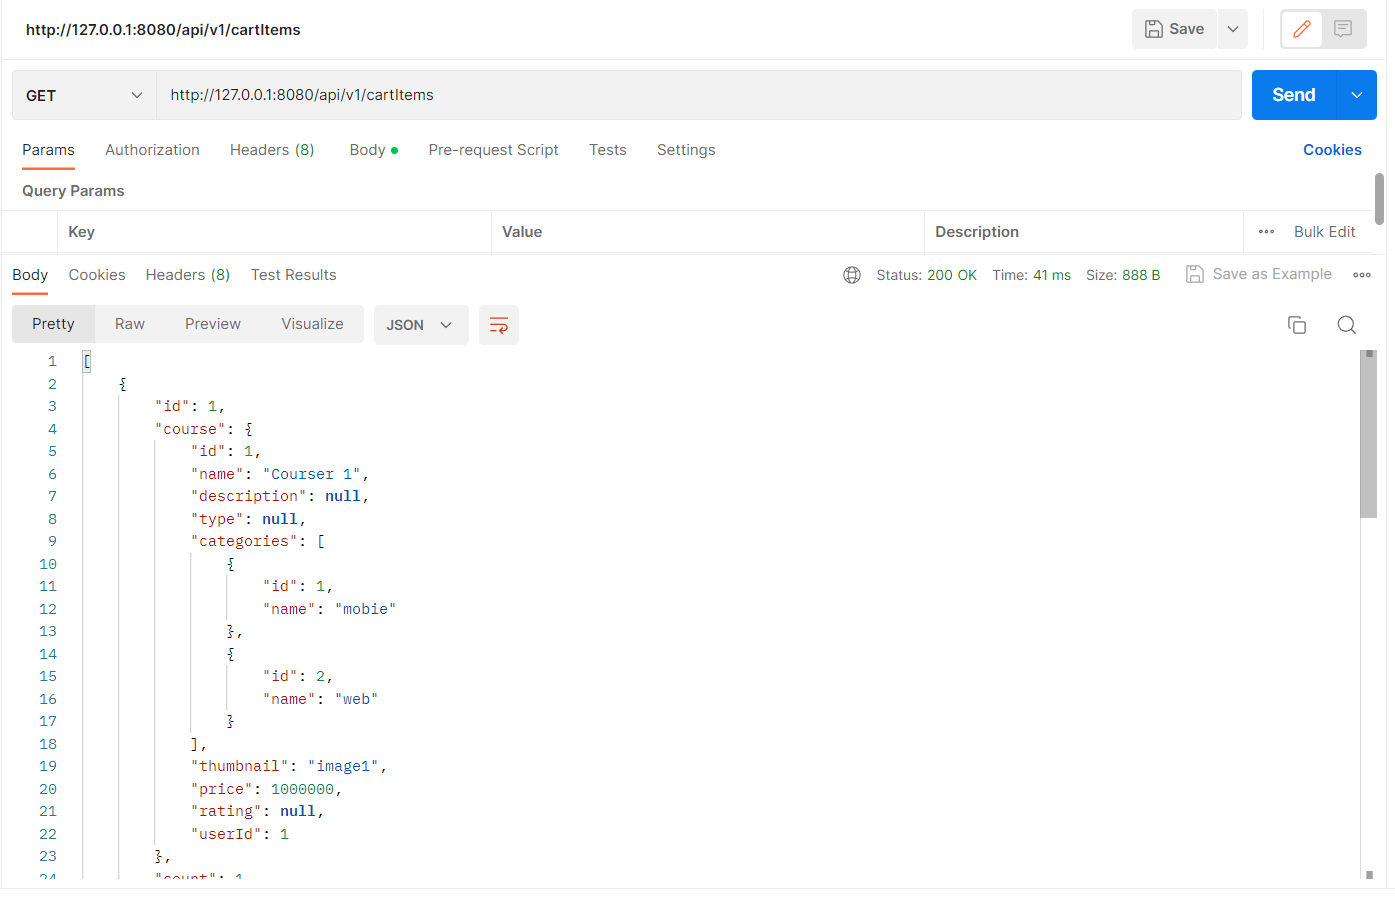 http://127.0.0.1:8080/api/v1/cartItems
Save
GET
http://127.0.0.1:8080/api/v1/cartItems
Send
Params Authorization Headers (8) Body Pre-request Script Tests Settings Cookies
Query Params
Key Value Description Bulk Edit
Body Cookies Headers (8) Test Results Status: 200 OK Time: 41 ms Size: 888 B Save as Example
Pretty Raw Preview Visualize JSON
1 [
2 {
3 "id": 1,
4 "course": {
5 "id": 1,
6 "name": "Courser 1",
7 "description": null,
8 "type": null,
9 "categories": [
10 {
11 "id": 1,
12 "name": "mobie"
13 },
14 {
15 "id": 2,
16 "name": "web"
17 }
18 ],
19 "thumbnail": "image1",
20 "price": 1000000,
21 "rating": null,
22 "userId": 1
23 },
24 "count": 1